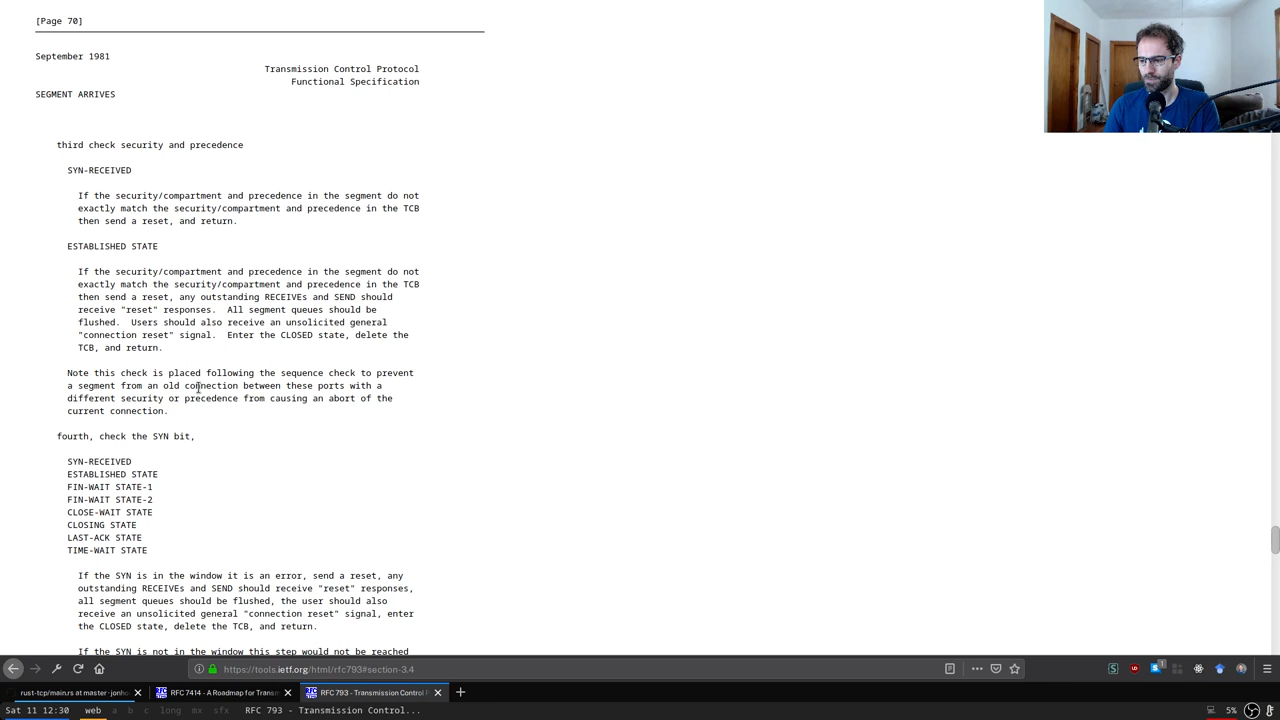 [Page 70]
September 1981
Transmission Control Protocol
Functional Specification
SEGMENT ARRIVES
third check security and precedence
SYN-RECEIVED
If the security/compartment and precedence in the segment do not
exactly match the security/compartment and precedence in the TCB
then send a reset, and return.
ESTABLISHED STATE
If the security/compartment and precedence in the segment do not
exactly match the security/compartment and precedence in the TCB
then send a reset, any outstanding RECEIVEs and SEND should
receive "reset" responses.  All segment queues should be
flushed.  Users should also receive an unsolicited general
"connection reset" signal.  Enter the CLOSED state, delete the
TCB, and return.
Note this check is placed following the sequence check to prevent
a segment from an old connection between these ports with a
different security or precedence from causing an abort of the
current connection.
fourth, check the SYN bit,
SYN-RECEIVED
ESTABLISHED STATE
FIN-WAIT STATE-1
FIN-WAIT STATE-2
CLOSE-WAIT STATE
CLOSING STATE
LAST-ACK STATE
TIME-WAIT STATE
If the SYN is in the window it is an error, send a reset, any
outstanding RECEIVEs and SEND should receive "reset" responses,
all segment queues should be flushed, the user should also
receive an unsolicited general "connection reset" signal, enter
the CLOSED state, delete the TCB, and return.
If the SYN is not in the window this step would not be reached
https://tools.ietf.org/html/rfc793#section-3.4
rust-tcp/main.rs at master · jonho
RFC 7414 - A Roadmap for Transm
RFC 793 - Transmission Control P
Sat 11 12:30 web a b c long mx sfx RFC 793 - Transmission Control... 5%